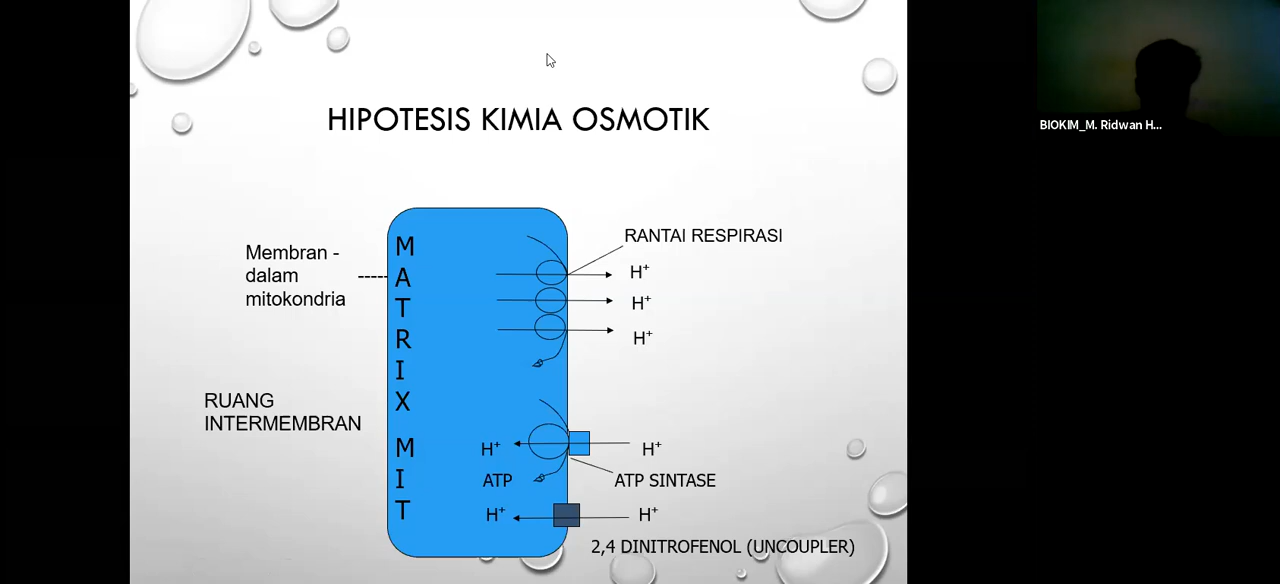 HIPOTESIS KIMIA OSMOTIK
BIOKIM_M. Ridwan H...
RANTAI RESPIRASI
Membran -
dalam
mitokondria
M
A
T
R
I
X
M
I
T
H⁺
H⁺
H⁺
RUANG
INTERMEMBRAN
H⁺
H⁺
ATP
ATP SINTASE
H⁺
H⁺
2,4 DINITROFENOL (UNCOUPLER)